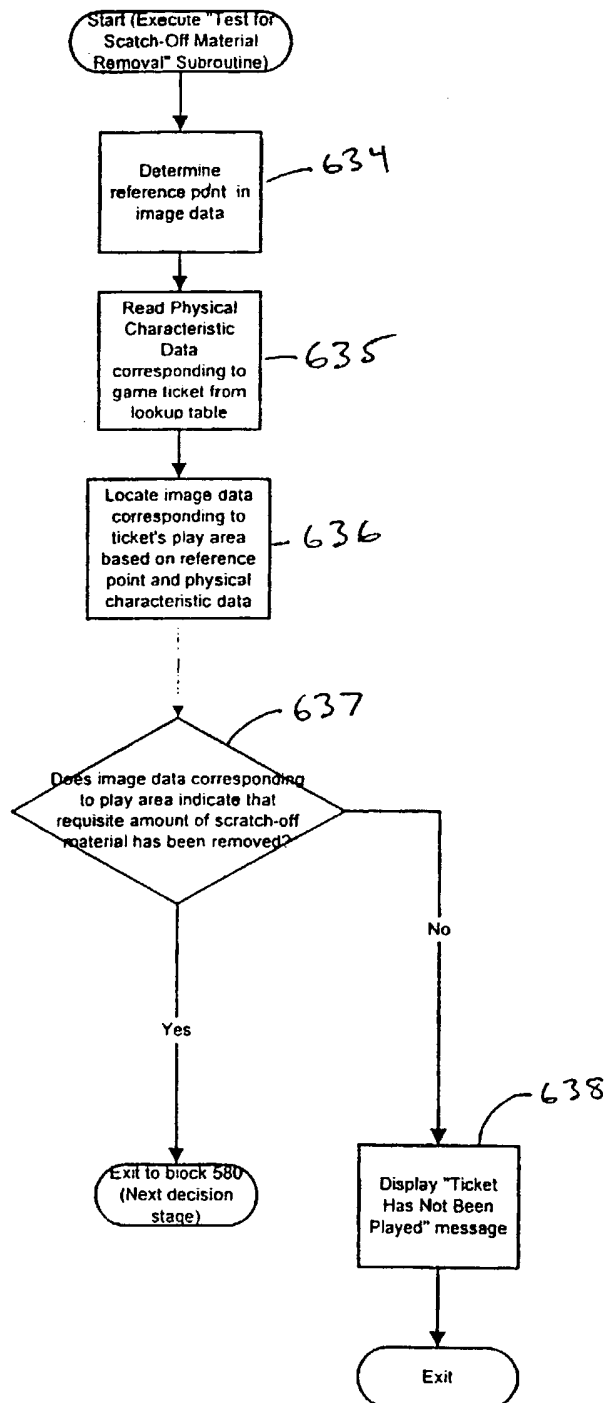 Start (Execute "Test for
Scatch-Off Material
Removal" Subroutine)
Determine
reference point in
image data
634
Read Physical
Characteristic
Data
corresponding to
game ticket from
lookup table
635
Locate image data
corresponding to
ticket's play area
based on reference
point and physical
characteristic data
636
637
Does image data corresponding
to play area indicate that
requisite amount of scratch-off
material has been removed?
No
Yes
638
Exit to block 580
(Next decision
stage)
Display "Ticket
Has Not Been
Played" message
Exit